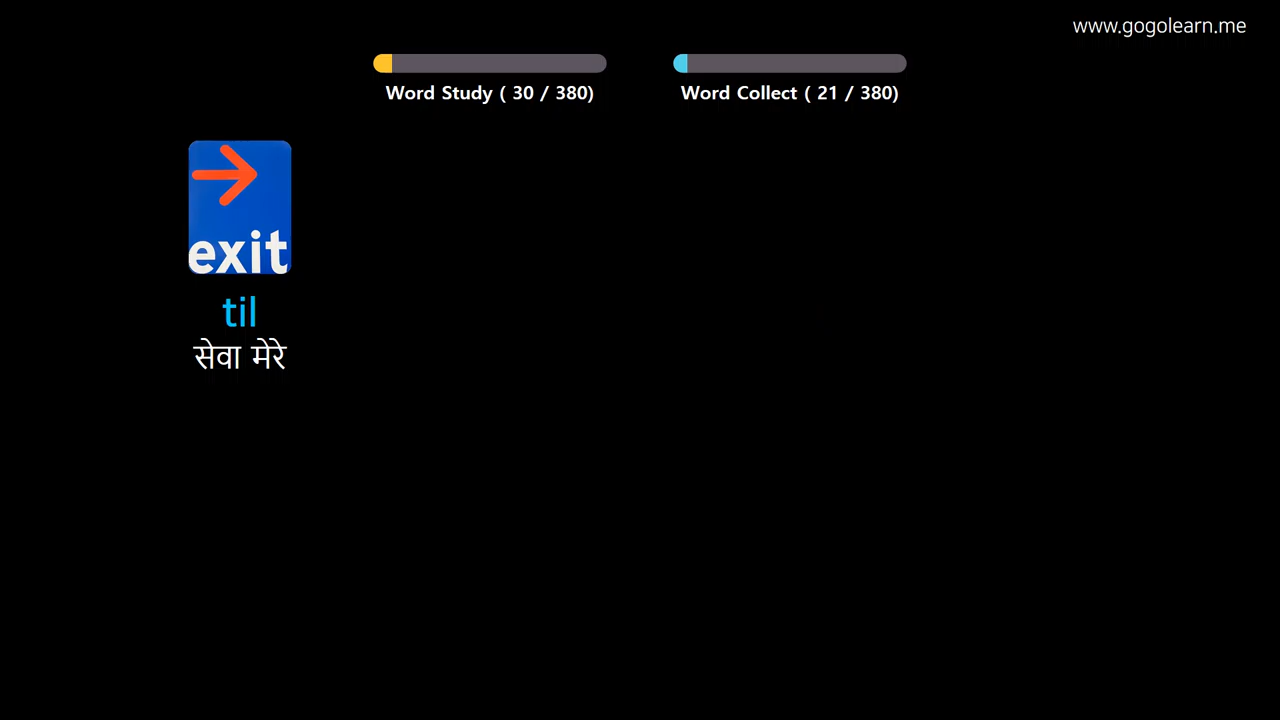 www.gogolearn.me
Word Study ( 30 / 380)
Word Collect ( 21 / 380)
exit
til
सेवा मेरे